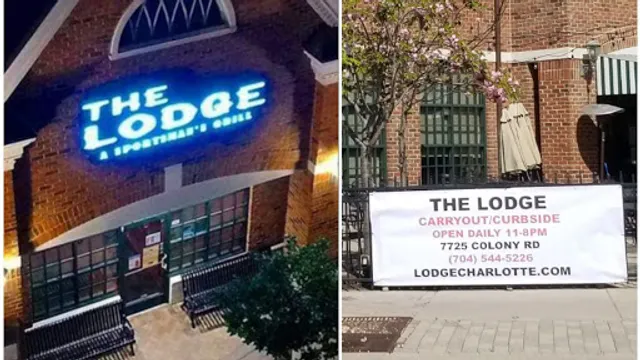 THE
LODGE
A SPORTSMAN'S GRILL
THE LODGE
CARRYOUT/CURBSIDE
OPEN DAILY 11-8PM
7725 COLONY RD
(704) 544-5226
LODGECHARLOTTE.COM